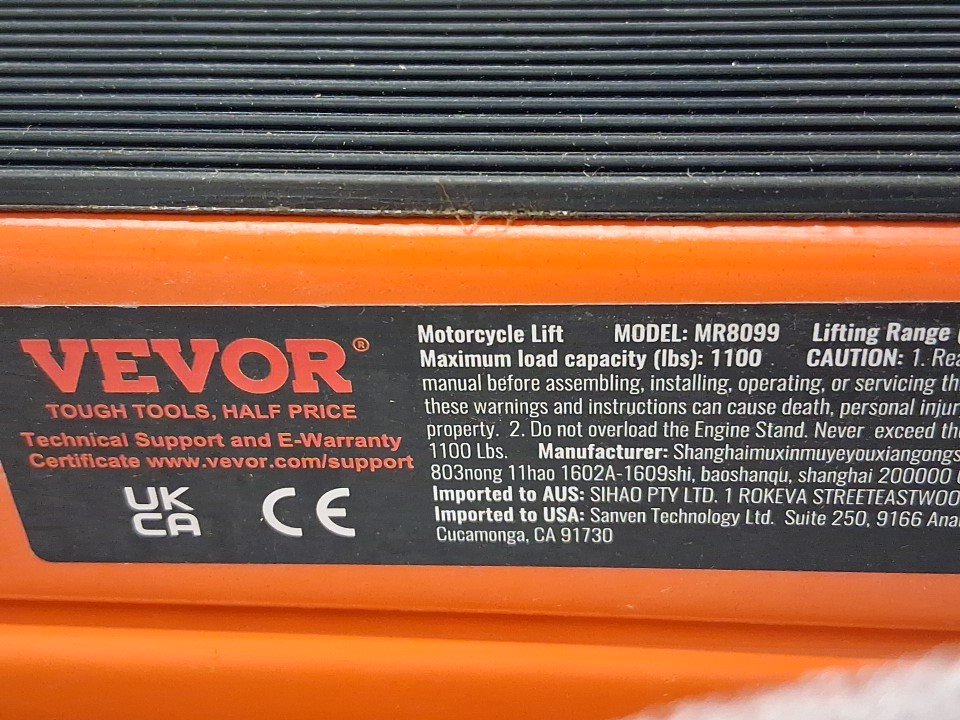 VEVOR®
TOUGH TOOLS, HALF PRICE
Technical Support and E-Warranty
Certificate www.vevor.com/support
UK
CA
CE
Motorcycle Lift MODEL: MR8099 Lifting Range
Maximum load capacity (lbs): 1100 CAUTION: 1.
manual before assembling, installing, operating, or servicing
these warnings and instructions can cause death, personal
property. 2. Do not overload the Engine Stand. Never exceed
1100 Lbs. Manufacturer: Shanghaimuxinmuyeyouxiangongs
803nong 11hao 1602A-1609shi, baoshanqu, shanghai 200000
Imported to AUS: SIHAO PTY LTD. 1 ROKEVA STREETEASTWOO
Imported to USA: Sanven Technology Ltd. Suite 250, 9166
Cucamonga, CA 91730